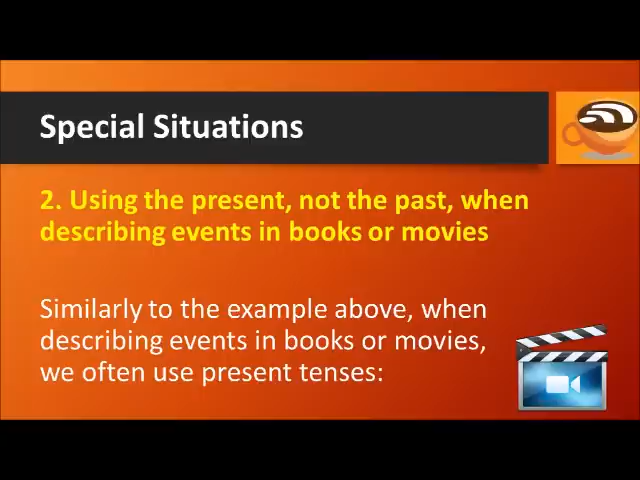 Special Situations
2. Using the present, not the past, when
describing events in books or movies
Similarly to the example above, when
describing events in books or movies,
we often use present tenses: